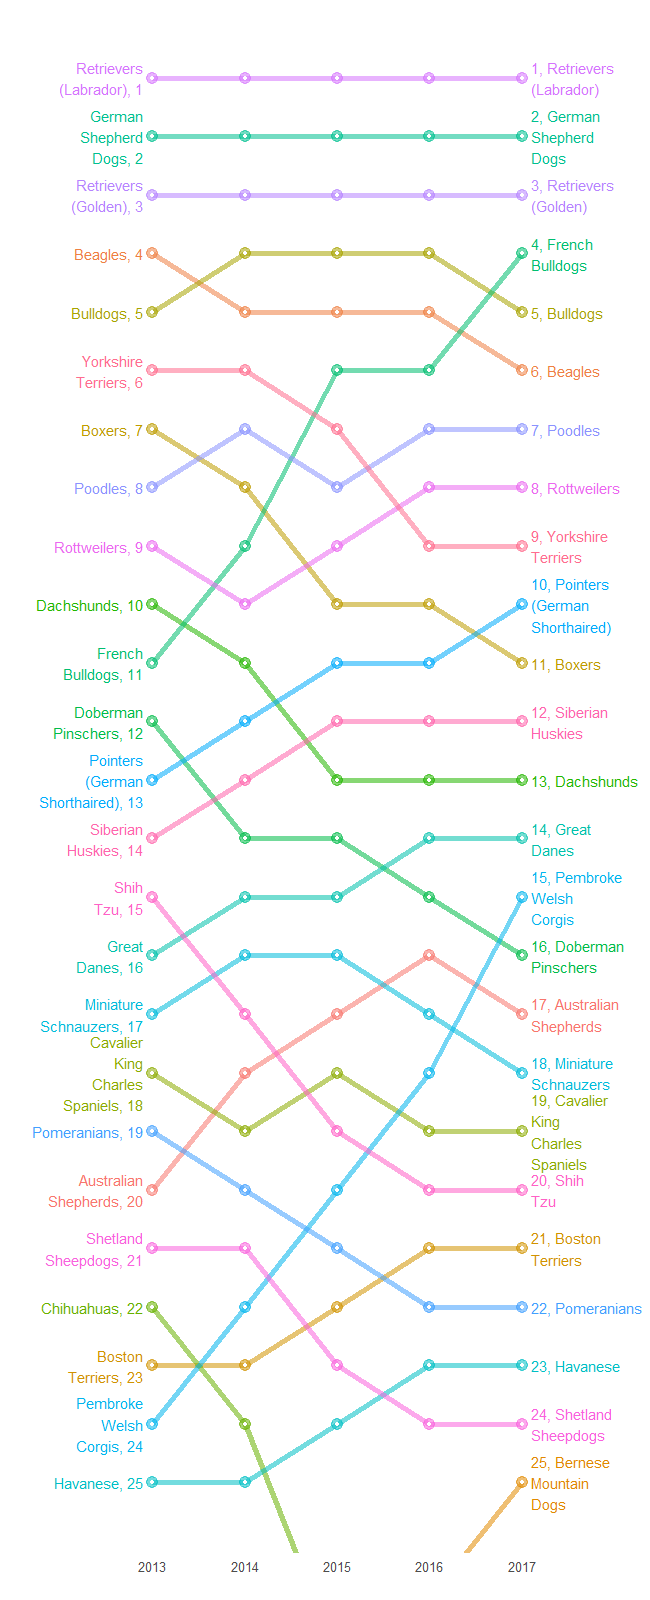 Retrievers
(Labrador), 1
German
Shepherd
Dogs, 2
Retrievers
(Golden), 3
Beagles, 4
Bulldogs, 5
Yorkshire
Terriers, 6
Boxers, 7
Poodles, 8
Rottweilers, 9
Dachshunds, 10
French
Bulldogs, 11
Doberman
Pinschers, 12
Pointers
(German
Shorthaired), 13
Siberian
Huskies, 14
Shih
Tzu, 15
Great
Danes, 16
Miniature
Schnauzers, 17
Cavalier
King
Charles
Spaniels, 18
Pomeranians, 19
Australian
Shepherds, 20
Shetland
Sheepdogs, 21
Chihuahuas, 22
Boston
Terriers, 23
Pembroke
Welsh
Corgis, 24
Havanese, 25
1, Retrievers
(Labrador)
2, German
Shepherd
Dogs
3, Retrievers
(Golden)
4, French
Bulldogs
5, Bulldogs
6, Beagles
7, Poodles
8, Rottweilers
9, Yorkshire
Terriers
10, Pointers
(German
Shorthaired)
11, Boxers
12, Siberian
Huskies
13, Dachshunds
14, Great
Danes
15, Pembroke
Welsh
Corgis
16, Doberman
Pinschers
17, Australian
Shepherds
18, Miniature
Schnauzers
19, Cavalier
King
Charles
Spaniels
20, Shih
Tzu
21, Boston
Terriers
22, Pomeranians
23, Havanese
24, Shetland
Sheepdogs
25, Bernese
Mountain
Dogs
2013 2014 2015 2016 2017